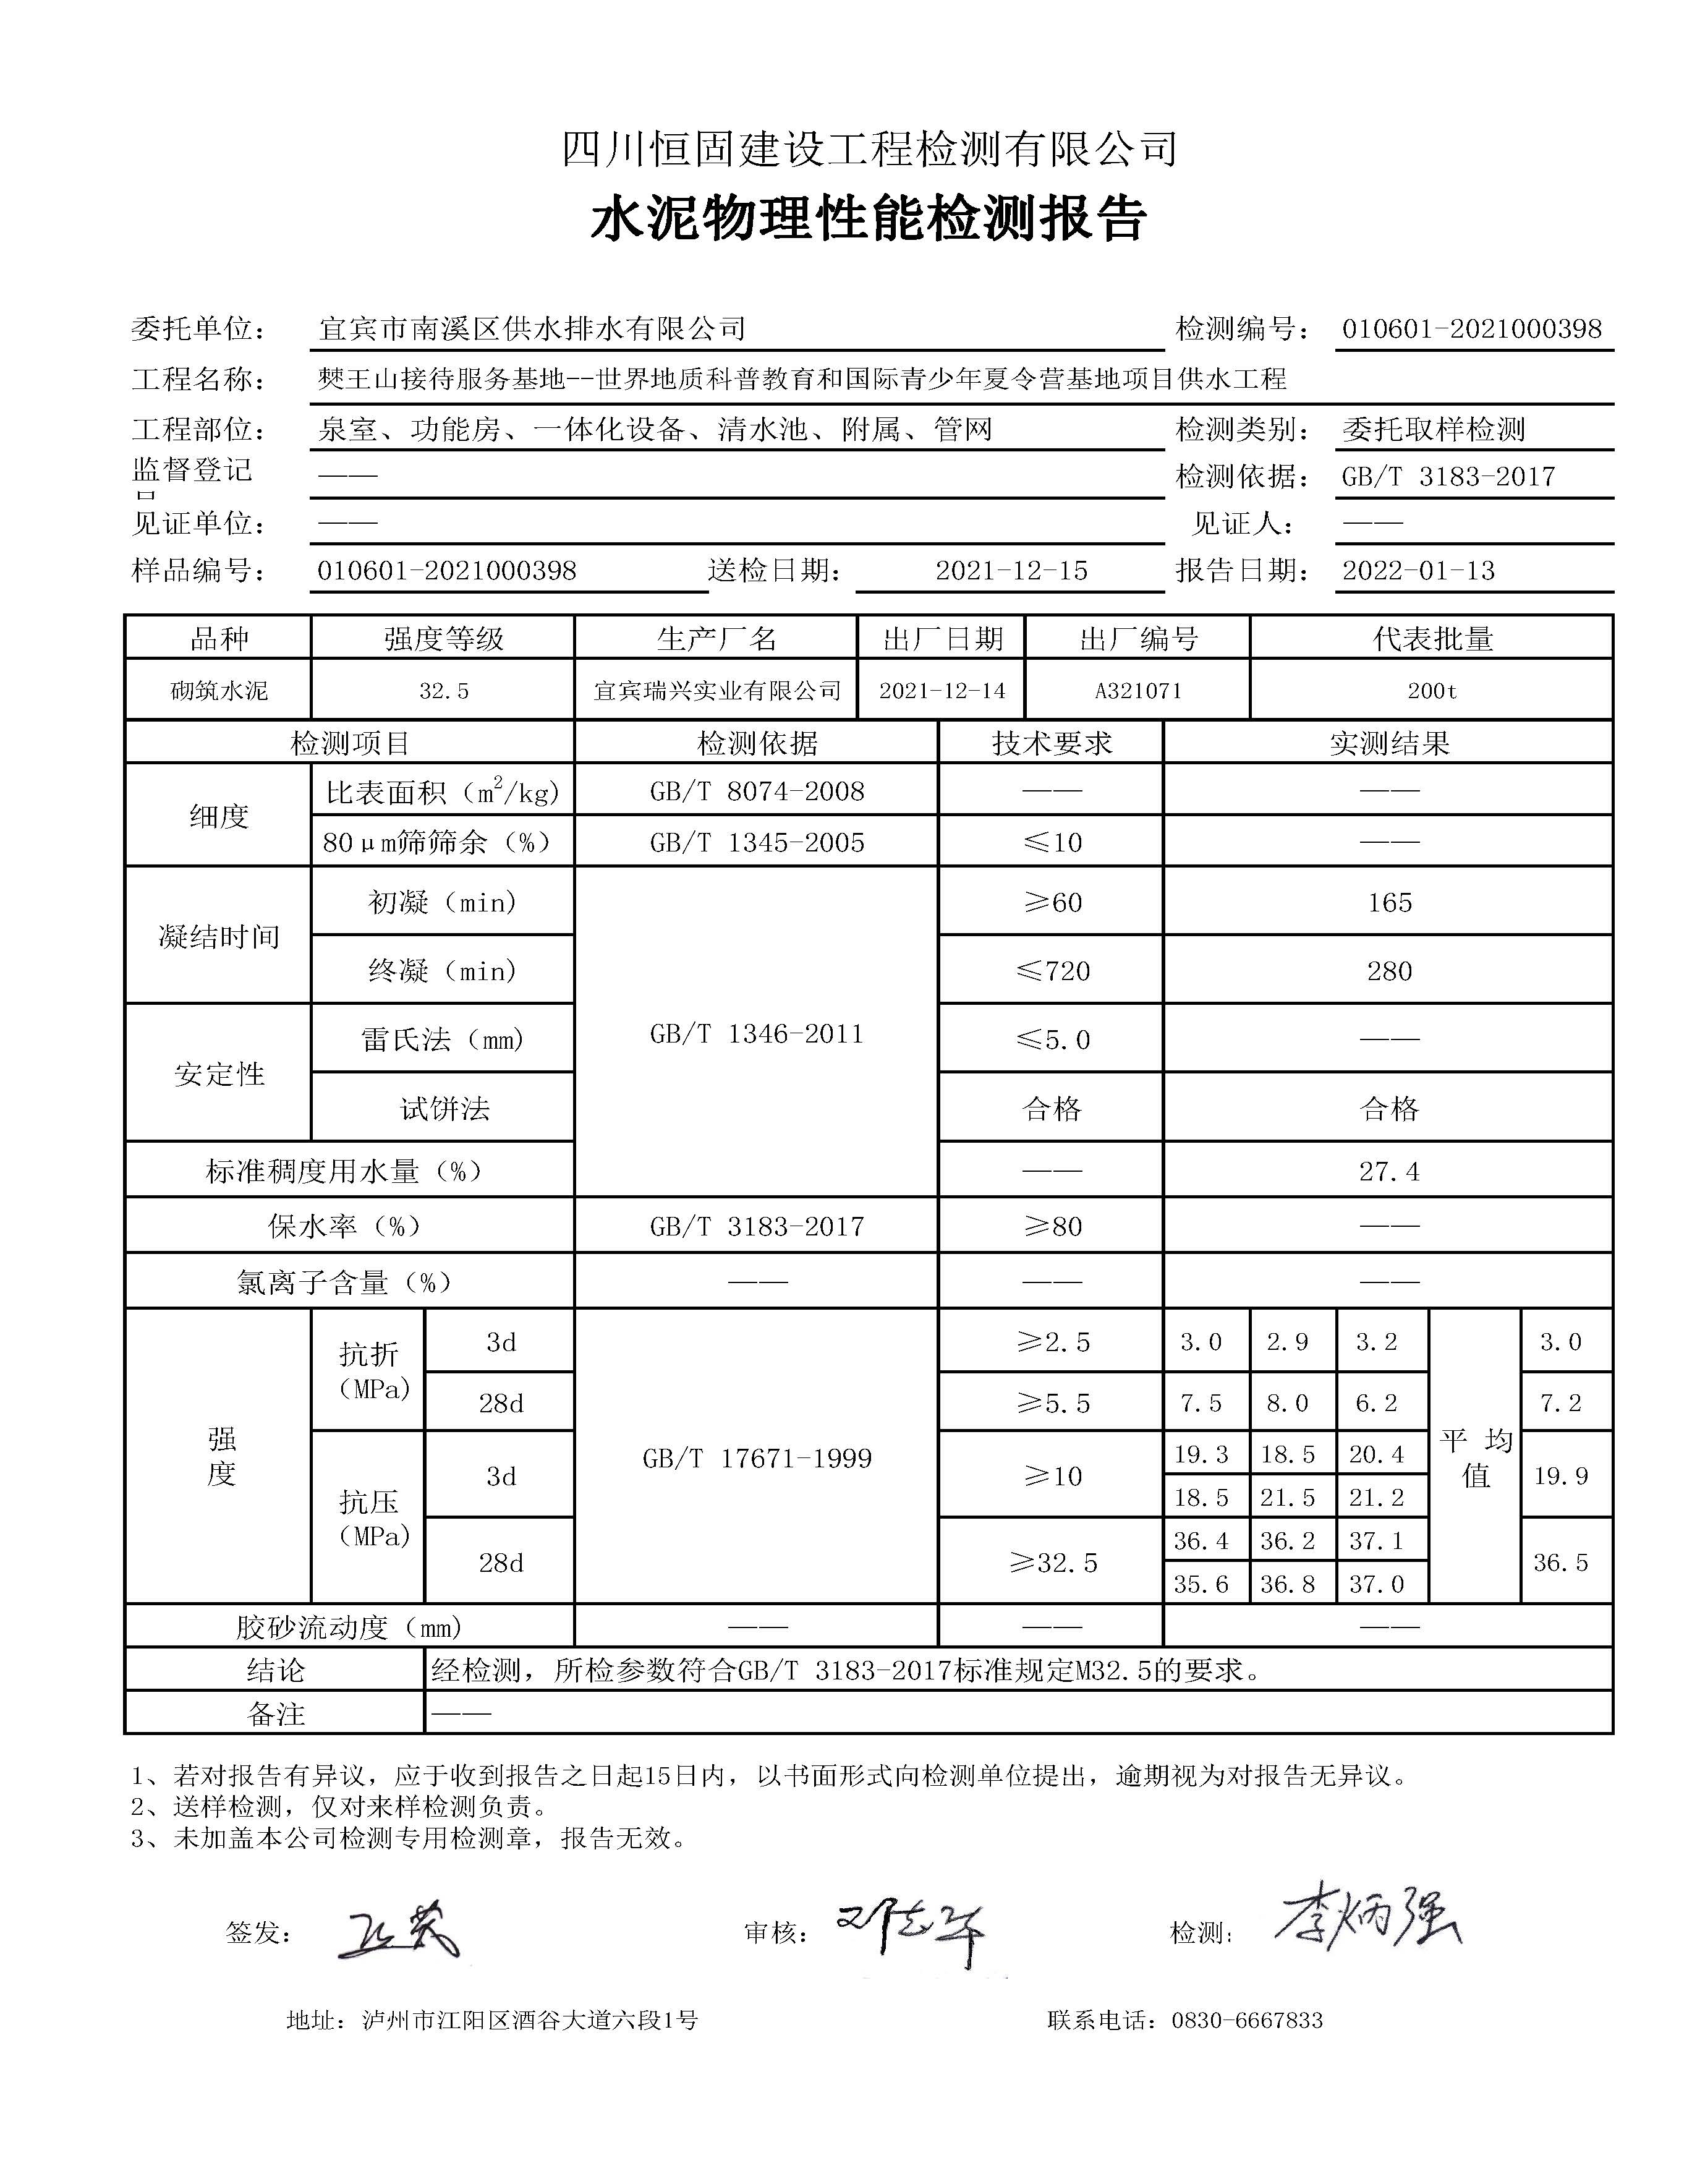 四川恒固建设工程检测有限公司
水泥物理性能检测报告
委托单位： 宜宾市南溪区供水排水有限公司 检测编号： 010601-2021000398
工程名称： 僰王山接待服务基地--世界地质科普教育和国际青少年夏令营基地项目供水工程
工程部位： 泉室、功能房、一体化设备、清水池、附属、管网 检测类别： 委托取样检测
监督登记 —— 检测依据： GB/T 3183-2017
见证单位： —— 见证人： ——
样品编号： 010601-2021000398 送检日期： 2021-12-15 报告日期： 2022-01-13
品种 强度等级 生产厂名 出厂日期 出厂编号 代表批量
砌筑水泥 32.5 宜宾瑞兴实业有限公司 2021-12-14 A321071 200t
检测项目 检测依据 技术要求 实测结果
细度 比表面积（m²/kg） GB/T 8074-2008 —— ——
80μm筛筛余（%） GB/T 1345-2005 ≤10 ——
凝结时间 初凝（min） GB/T 1346-2011 ≥60 165
终凝（min） ≤720 280
安定性 雷氏法（mm） ≤5.0 ——
试饼法 合格 合格
标准稠度用水量（%） —— 27.4
保水率（%） GB/T 3183-2017 ≥80 ——
氯离子含量（%） —— —— ——
强度 抗折（MPa） 3d GB/T 17671-1999 ≥2.5 3.0 2.9 3.2 平均值 3.0
28d ≥5.5 7.5 8.0 6.2 7.2
抗压（MPa） 3d ≥10 19.3 18.5 20.4 19.9
18.5 21.5 21.2
28d ≥32.5 36.4 36.2 37.1 36.5
35.6 36.8 37.0
胶砂流动度（mm） —— —— ——
结论 经检测，所检参数符合GB/T 3183-2017标准规定M32.5的要求。
备注 ——
1、若对报告有异议，应于收到报告之日起15日内，以书面形式向检测单位提出，逾期视为对报告无异议。
2、送样检测，仅对来样检测负责。
3、未加盖本公司检测专用检测章，报告无效。
签发： 审核： 邓志华 检测： 李炳强
地址：泸州市江阳区酒谷大道六段1号 联系电话：0830-6667833